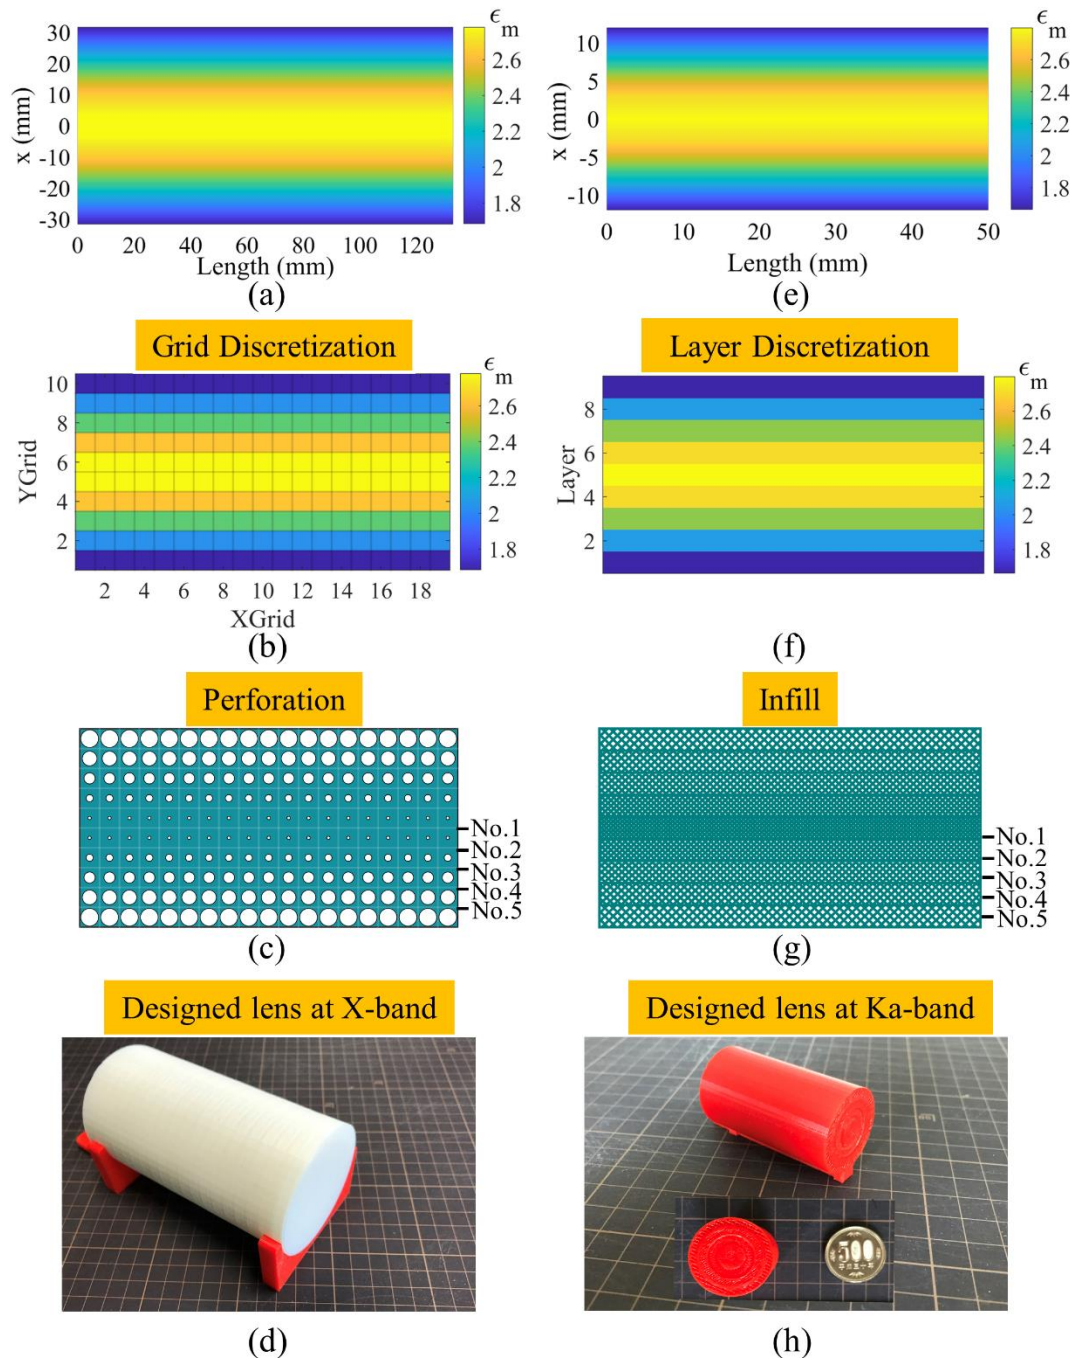 x (mm)
30
20
10
0
-10
-20
-30
0 20 40 60 80 100 120
Length (mm)
ϵm
2.6
2.4
2.2
2
1.8
(a)
x (mm)
10
5
0
-5
-10
0 10 20 30 40 50
Length (mm)
ϵm
2.6
2.4
2.2
2
1.8
(e)
Grid Discretization
YGrid
10
8
6
4
2
2 4 6 8 10 12 14 16 18
XGrid
ϵm
2.6
2.4
2.2
2
1.8
(b)
Layer Discretization
Layer
8
6
4
2
ϵm
2.6
2.4
2.2
2
1.8
(f)
Perforation
No.1
No.2
No.3
No.4
No.5
(c)
Infill
No.1
No.2
No.3
No.4
No.5
(g)
Designed lens at X-band
(d)
Designed lens at Ka-band
500
(h)